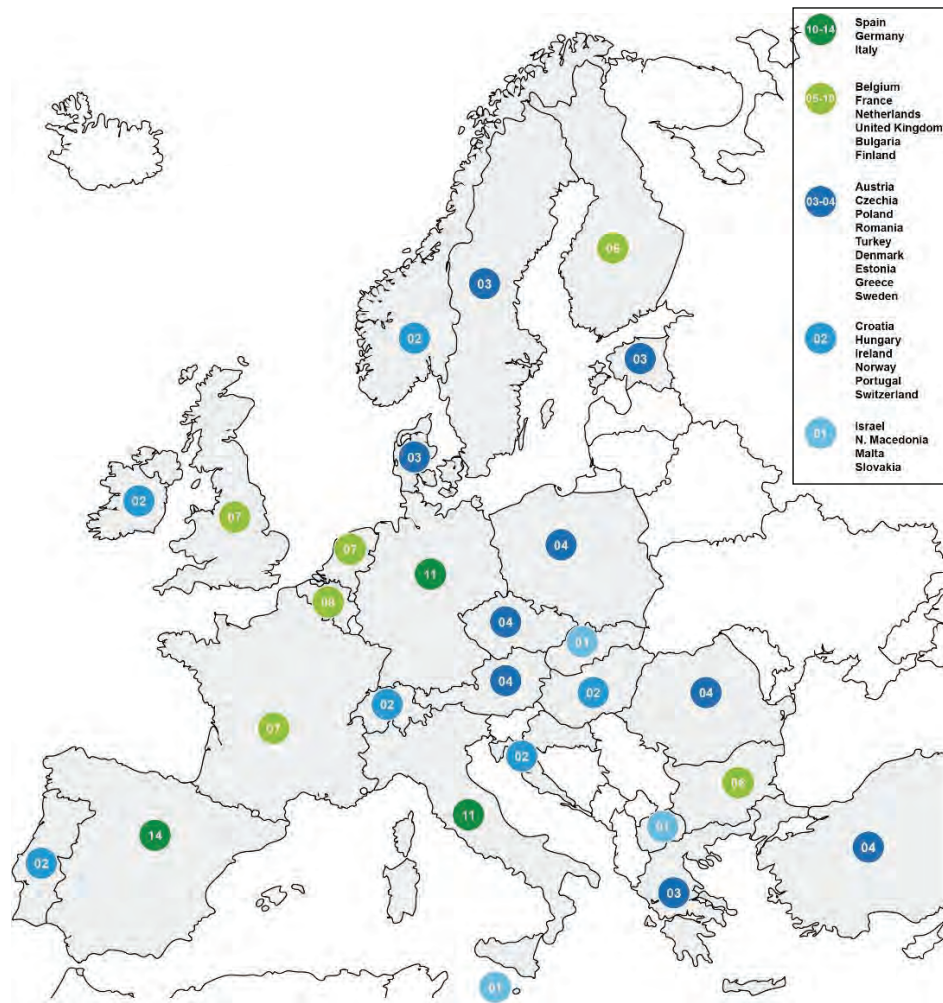 10-14
Spain
Germany
Italy
05-10
Belgium
France
Netherlands
United Kingdom
Bulgaria
Finland
03-04
Austria
Czechia
Poland
Romania
Turkey
Denmark
Estonia
Greece
Sweden
02
Croatia
Hungary
Ireland
Norway
Portugal
Switzerland
01
Israel
N. Macedonia
Malta
Slovakia
06
03
02
03
03
02
07
07
04
11
08
04
01
04
02
04
02
07
02
06
11
01
14
04
02
03
01